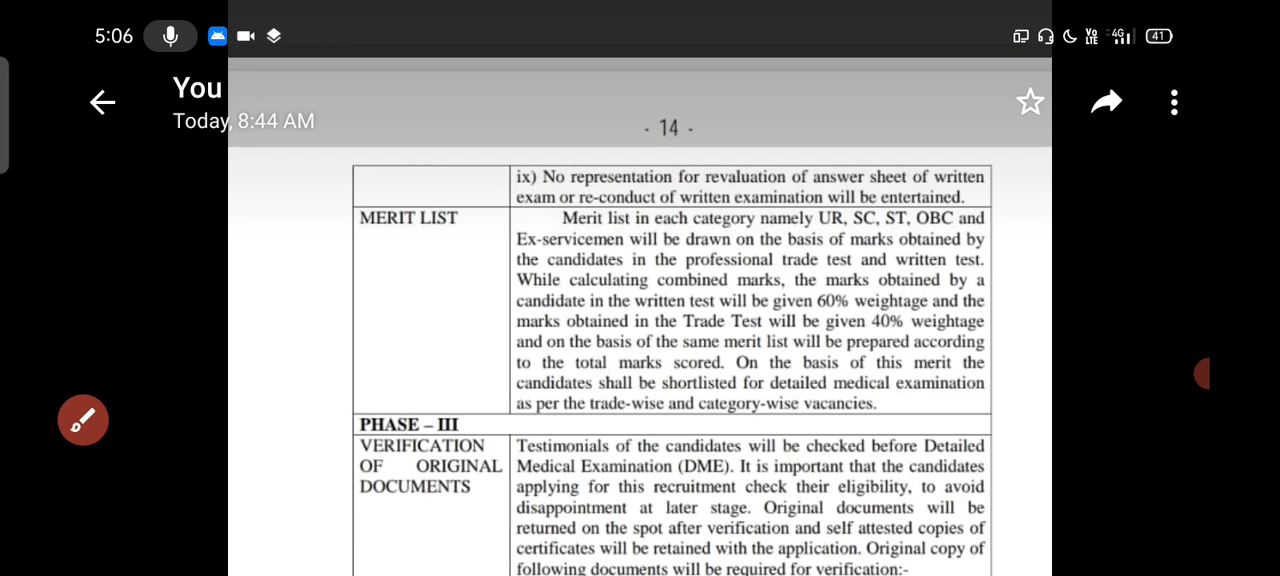 5:06
Vo LTE 4G 41
You
Today, 8:44 AM
- 14 -
ix) No representation for revaluation of answer sheet of written
exam or re-conduct of written examination will be entertained.
MERIT LIST
Merit list in each category namely UR, SC, ST, OBC and
Ex-servicemen will be drawn on the basis of marks obtained by
the candidates in the professional trade test and written test.
While calculating combined marks, the marks obtained by a
candidate in the written test will be given 60% weightage and the
marks obtained in the Trade Test will be given 40% weightage
and on the basis of the same merit list will be prepared according
to the total marks scored. On the basis of this merit the
candidates shall be shortlisted for detailed medical examination
as per the trade-wise and category-wise vacancies.
PHASE – III
VERIFICATION
OF ORIGINAL
DOCUMENTS
Testimonials of the candidates will be checked before Detailed
Medical Examination (DME). It is important that the candidates
applying for this recruitment check their eligibility, to avoid
disappointment at later stage. Original documents will be
returned on the spot after verification and self attested copies of
certificates will be retained with the application. Original copy of
following documents will be required for verification:-